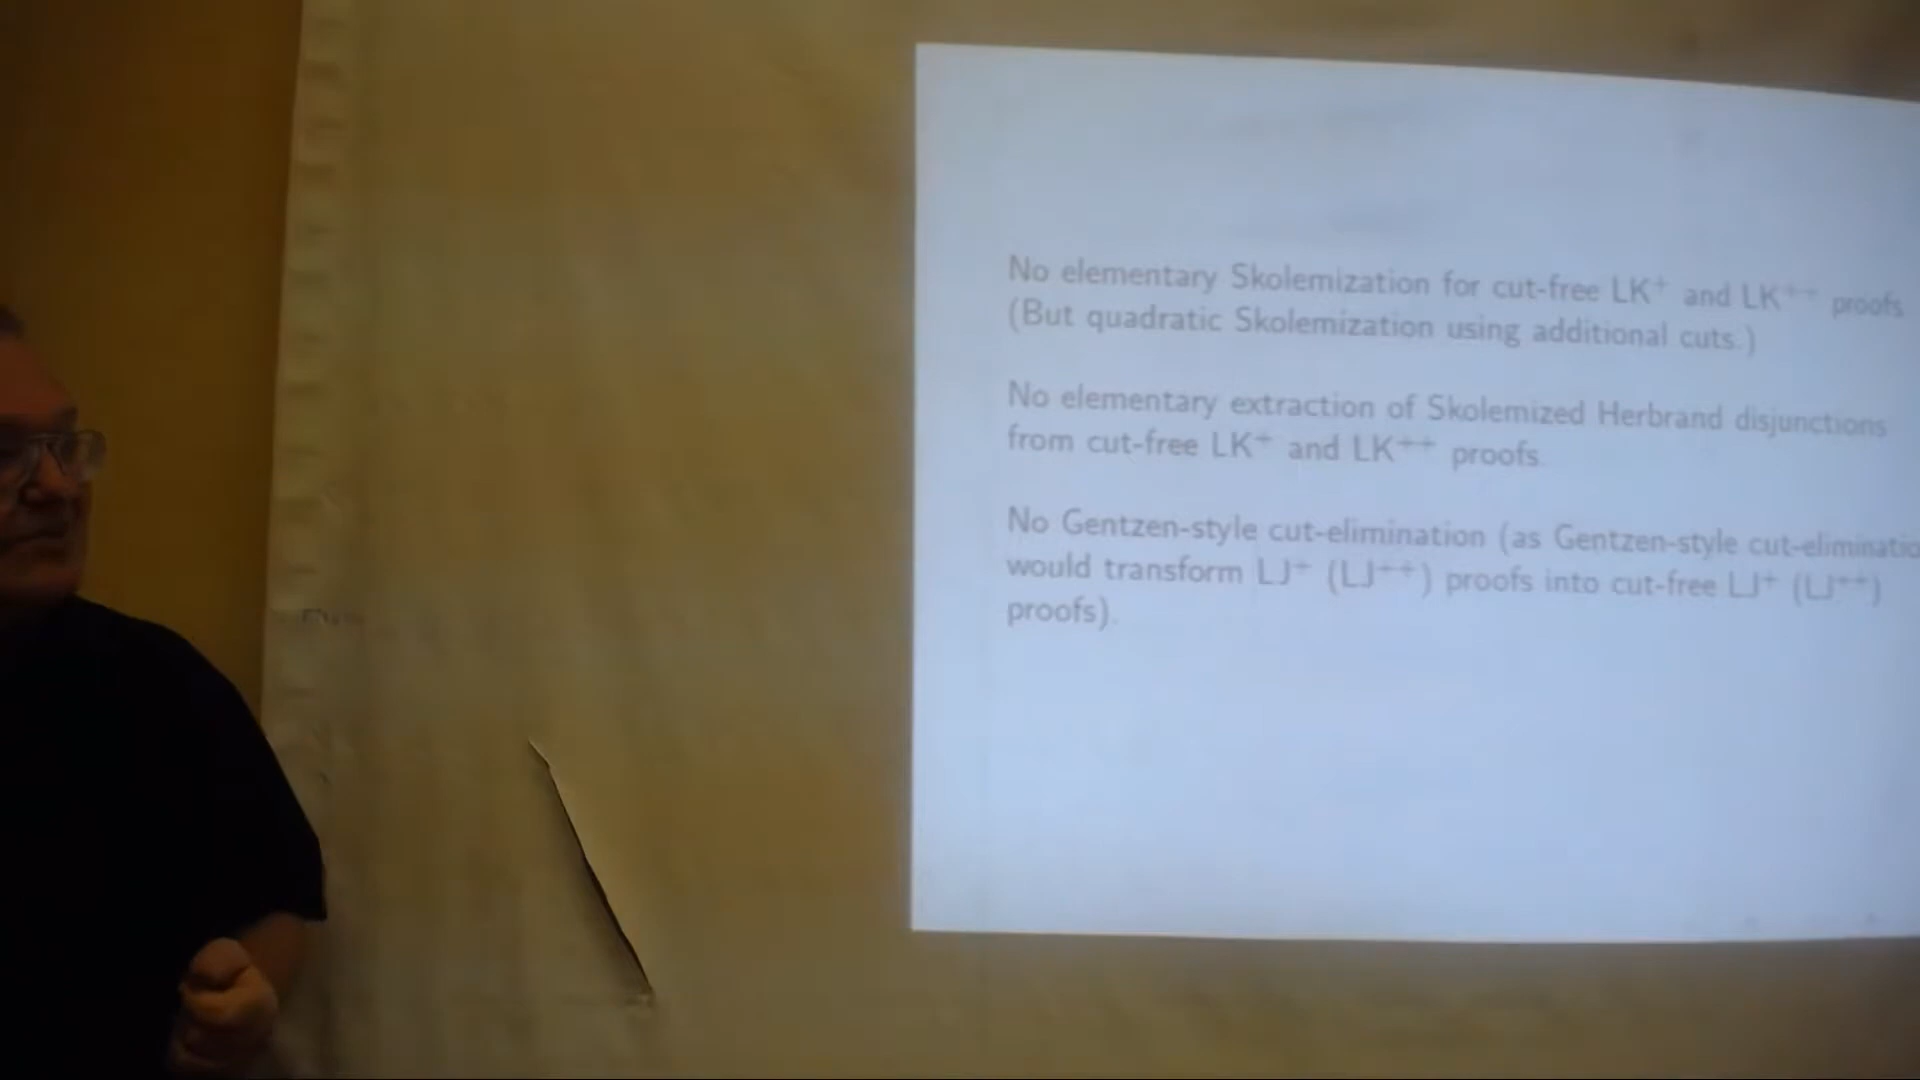 No elementary Skolemization for cut-free LK⁺ and LK⁺⁺ proofs.
(But quadratic Skolemization using additional cuts.)
No elementary extraction of Skolemized Herbrand disjunctions
from cut-free LK⁺ and LK⁺⁺ proofs.
No Gentzen-style cut-elimination (as Gentzen-style cut-eliminatio
would transform LJ⁺ (LJ⁺⁺) proofs into cut-free LJ⁺ (LJ⁺⁺)
proofs).